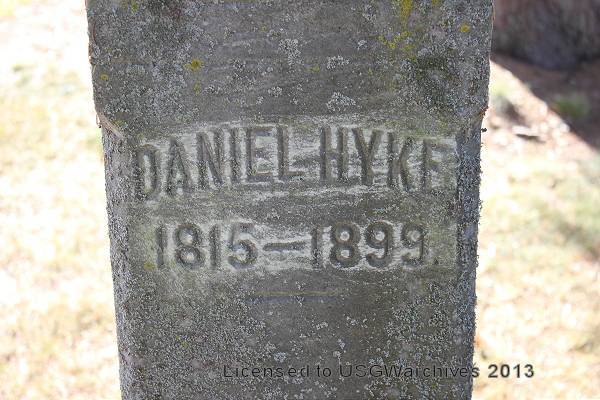 DANIEL HYKE
1815—1899.
Licensed to USGWarchives 2013